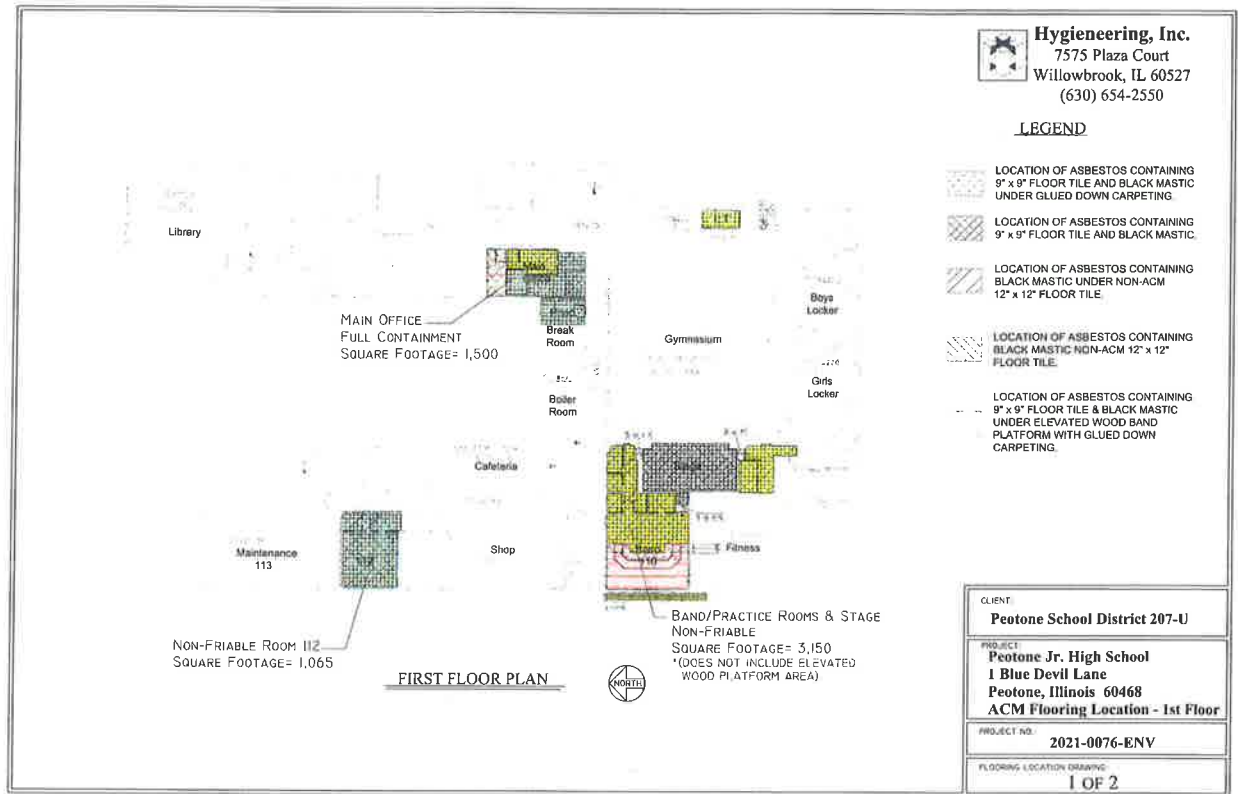 Hygieneering, Inc.
7575 Plaza Court
Willowbrook, IL 60527
(630) 654-2550
LEGEND
LOCATION OF ASBESTOS CONTAINING
9" x 9" FLOOR TILE AND BLACK MASTIC
UNDER GLUED DOWN CARPETING.
LOCATION OF ASBESTOS CONTAINING
9" x 9" FLOOR TILE AND BLACK MASTIC.
LOCATION OF ASBESTOS CONTAINING
BLACK MASTIC UNDER NON-ACM
12" x 12" FLOOR TILE.
LOCATION OF ASBESTOS CONTAINING
BLACK MASTIC NON-ACM 12" x 12"
FLOOR TILE.
LOCATION OF ASBESTOS CONTAINING
9" x 9" FLOOR TILE & BLACK MASTIC
UNDER ELEVATED WOOD BAND
PLATFORM WITH GLUED DOWN
CARPETING.
Library
Main
MAIN OFFICE
FULL CONTAINMENT
SQUARE FOOTAGE= 1,500
Break
Room
Gymnasium
Boys
Locker
Boiler
Room
Girls
Locker
Cafeteria
Stage
Maintenance
113
112
Shop
Band
110
Fitness
NON-FRIABLE ROOM 112
SQUARE FOOTAGE= 1,065
BAND/PRACTICE ROOMS & STAGE
NON-FRIABLE
SQUARE FOOTAGE= 3,150
*(DOES NOT INCLUDE ELEVATED
WOOD PLATFORM AREA)
FIRST FLOOR PLAN
NORTH
CLIENT:
Peotone School District 207-U
PROJECT:
Peotone Jr. High School
1 Blue Devil Lane
Peotone, Illinois 60468
ACM Flooring Location - 1st Floor
PROJECT NO.:
2021-0076-ENV
FLOORING LOCATION DRAWING:
1 OF 2